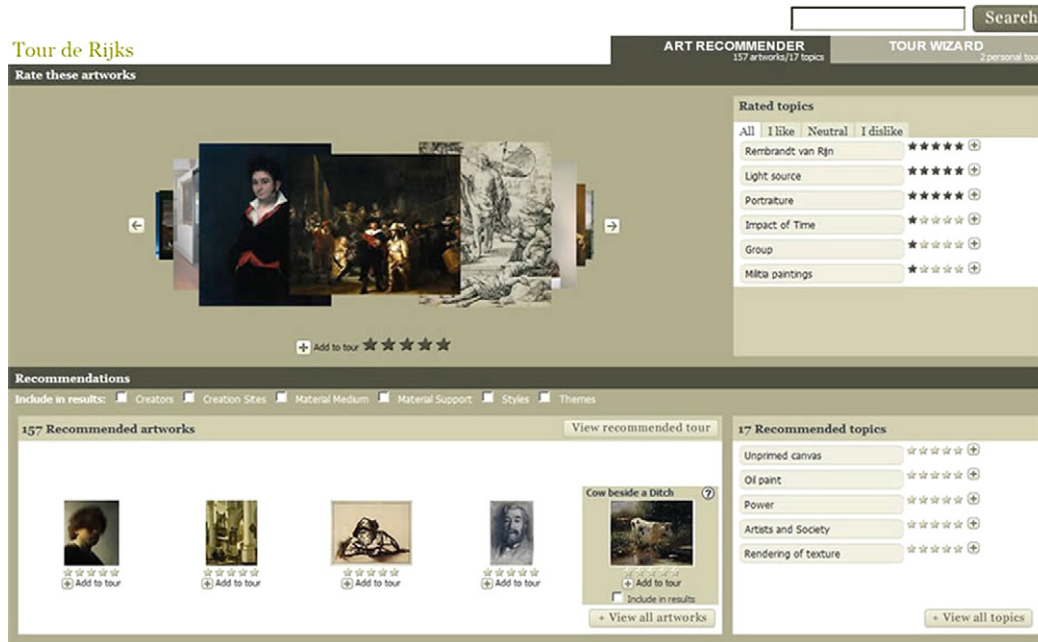 Search
Tour de Rijks
ART RECOMMENDER
157 artworks/17 topics
TOUR WIZARD
2 personal tour
Rate these artworks
Rated topics
All I like Neutral I dislike
Rembrandt van Rijn
Light source
Portraiture
Impact of Time
Group
Militia paintings
Add to tour
Recommendations
Include in results: Creators Creation Sites Material Medium Material Support Styles Themes
157 Recommended artworks
View recommended tour
Cow beside a Ditch ?
Add to tour
Add to tour
Add to tour
Add to tour
Add to tour
Include in results
+ View all artworks
17 Recommended topics
Unprimed canvas
Oil paint
Power
Artists and Society
Rendering of texture
+ View all topics